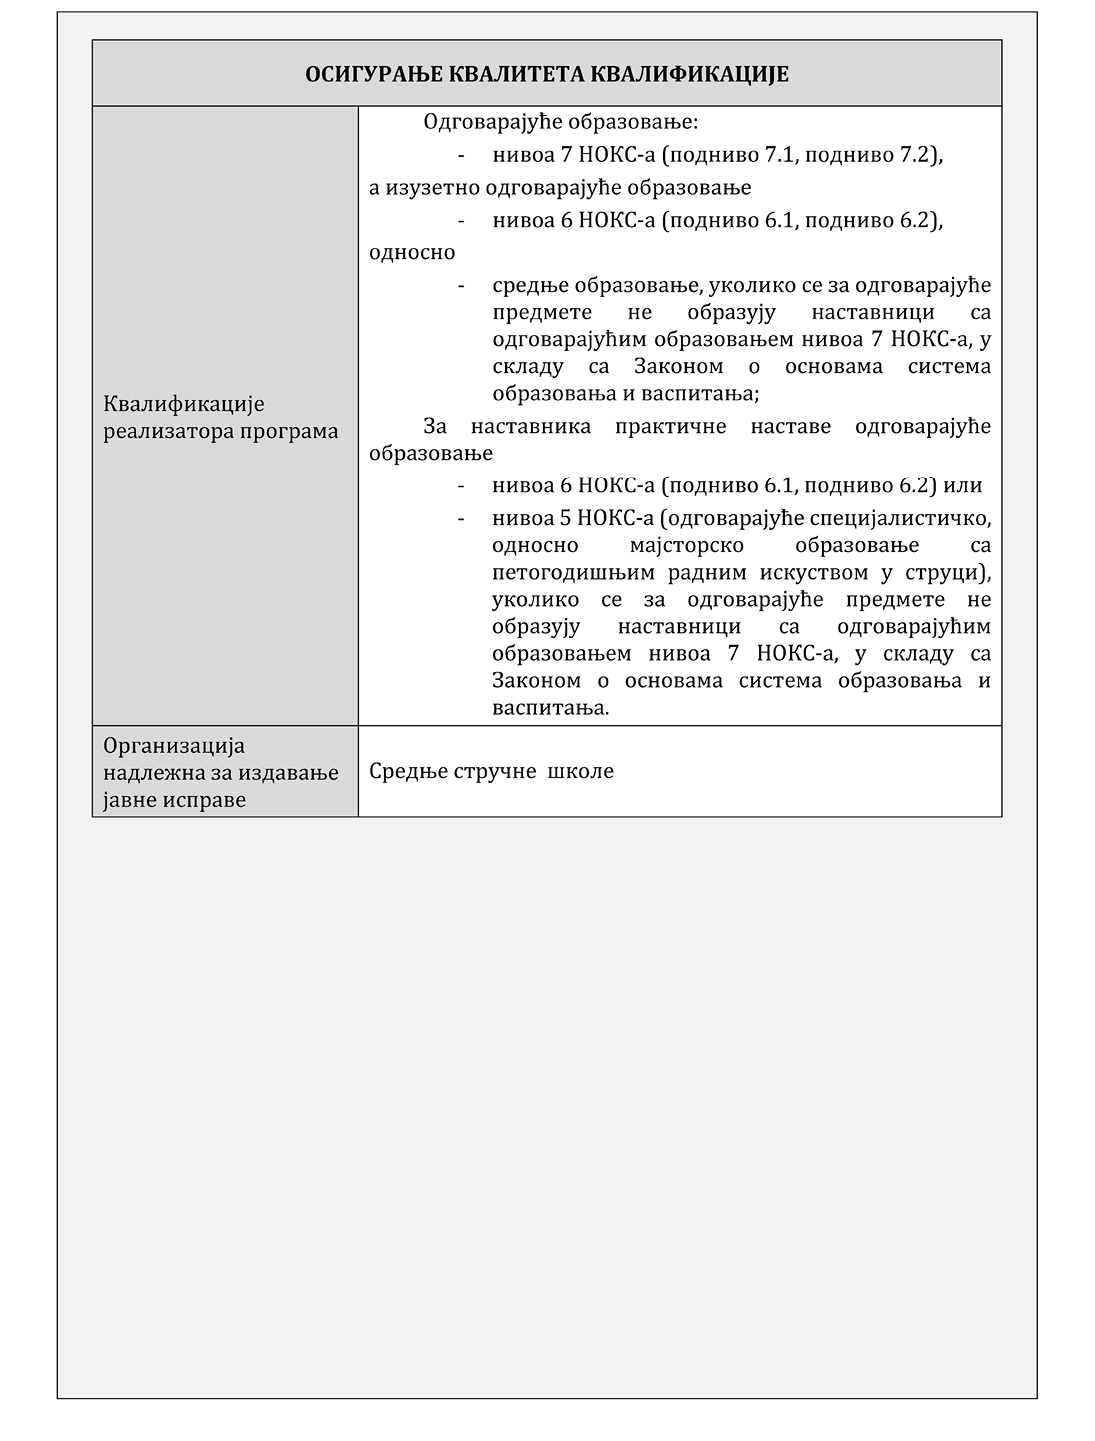 ОСИГУРАЊЕ КВАЛИТЕТА КВАЛИФИКАЦИЈЕ
Квалификације
реализатора програма
Одговарајуће образовање:
- нивоа 7 НОКС-а (подниво 7.1, подниво 7.2),
а изузетно одговарајуће образовање
- нивоа 6 НОКС-а (подниво 6.1, подниво 6.2),
односно
- средње образовање, уколико се за одговарајуће
предмете не образују наставници са
одговарајућим образовањем нивоа 7 НОКС-а, у
складу са Законом о основама система
образовања и васпитања;
За наставника практичне наставе одговарајуће
образовање
- нивоа 6 НОКС-а (подниво 6.1, подниво 6.2) или
- нивоа 5 НОКС-а (одговарајуће специјалистичко,
односно мајсторско образовање са
петогодишњим радним искуством у струци),
уколико се за одговарајуће предмете не
образују наставници са одговарајућим
образовањем нивоа 7 НОКС-а, у складу са
Законом о основама система образовања и
васпитања.
Организација
надлежна за издавање
јавне исправе
Средње стручне школе